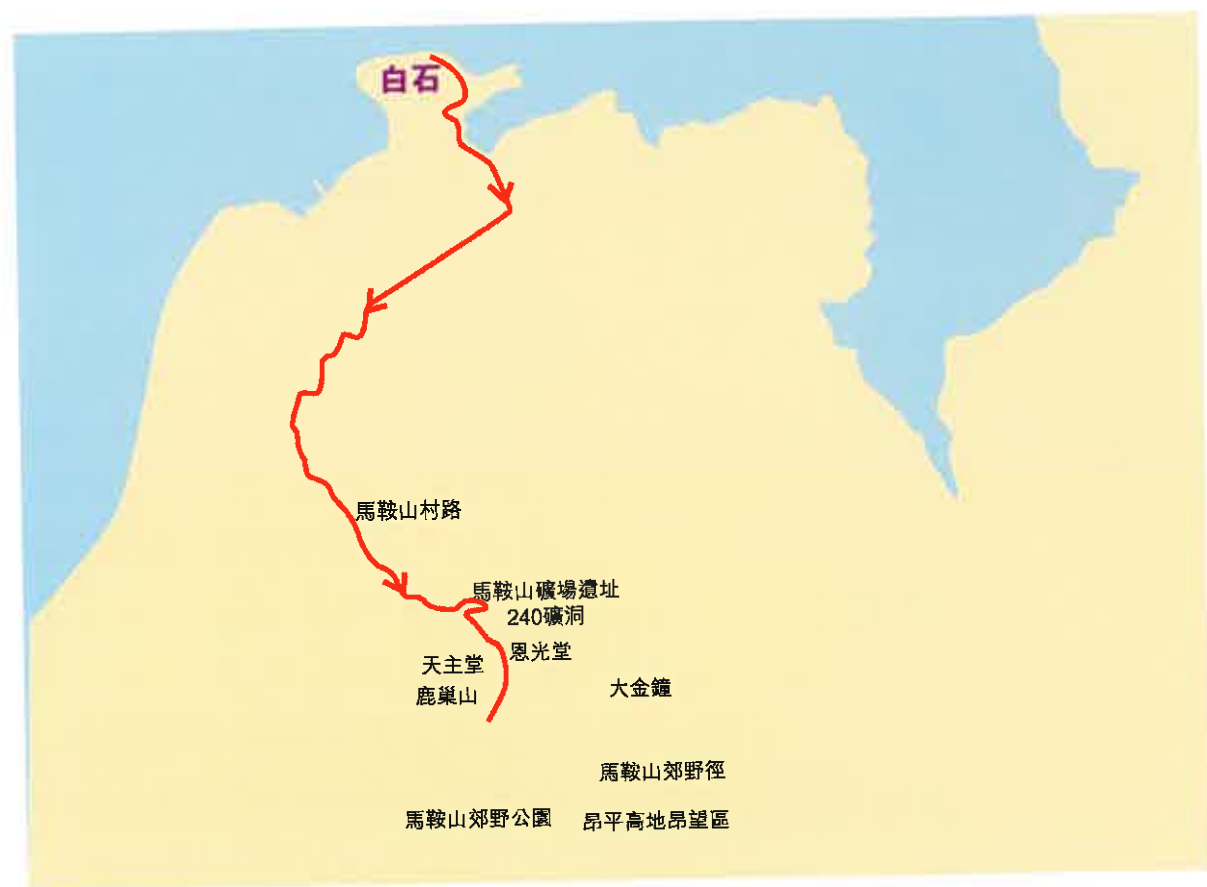 白石
馬鞍山村路
馬鞍山礦場遺址
240礦洞
恩光堂
天主堂
鹿巢山
大金鐘
馬鞍山郊野徑
馬鞍山郊野公園
昂平高地昂望區